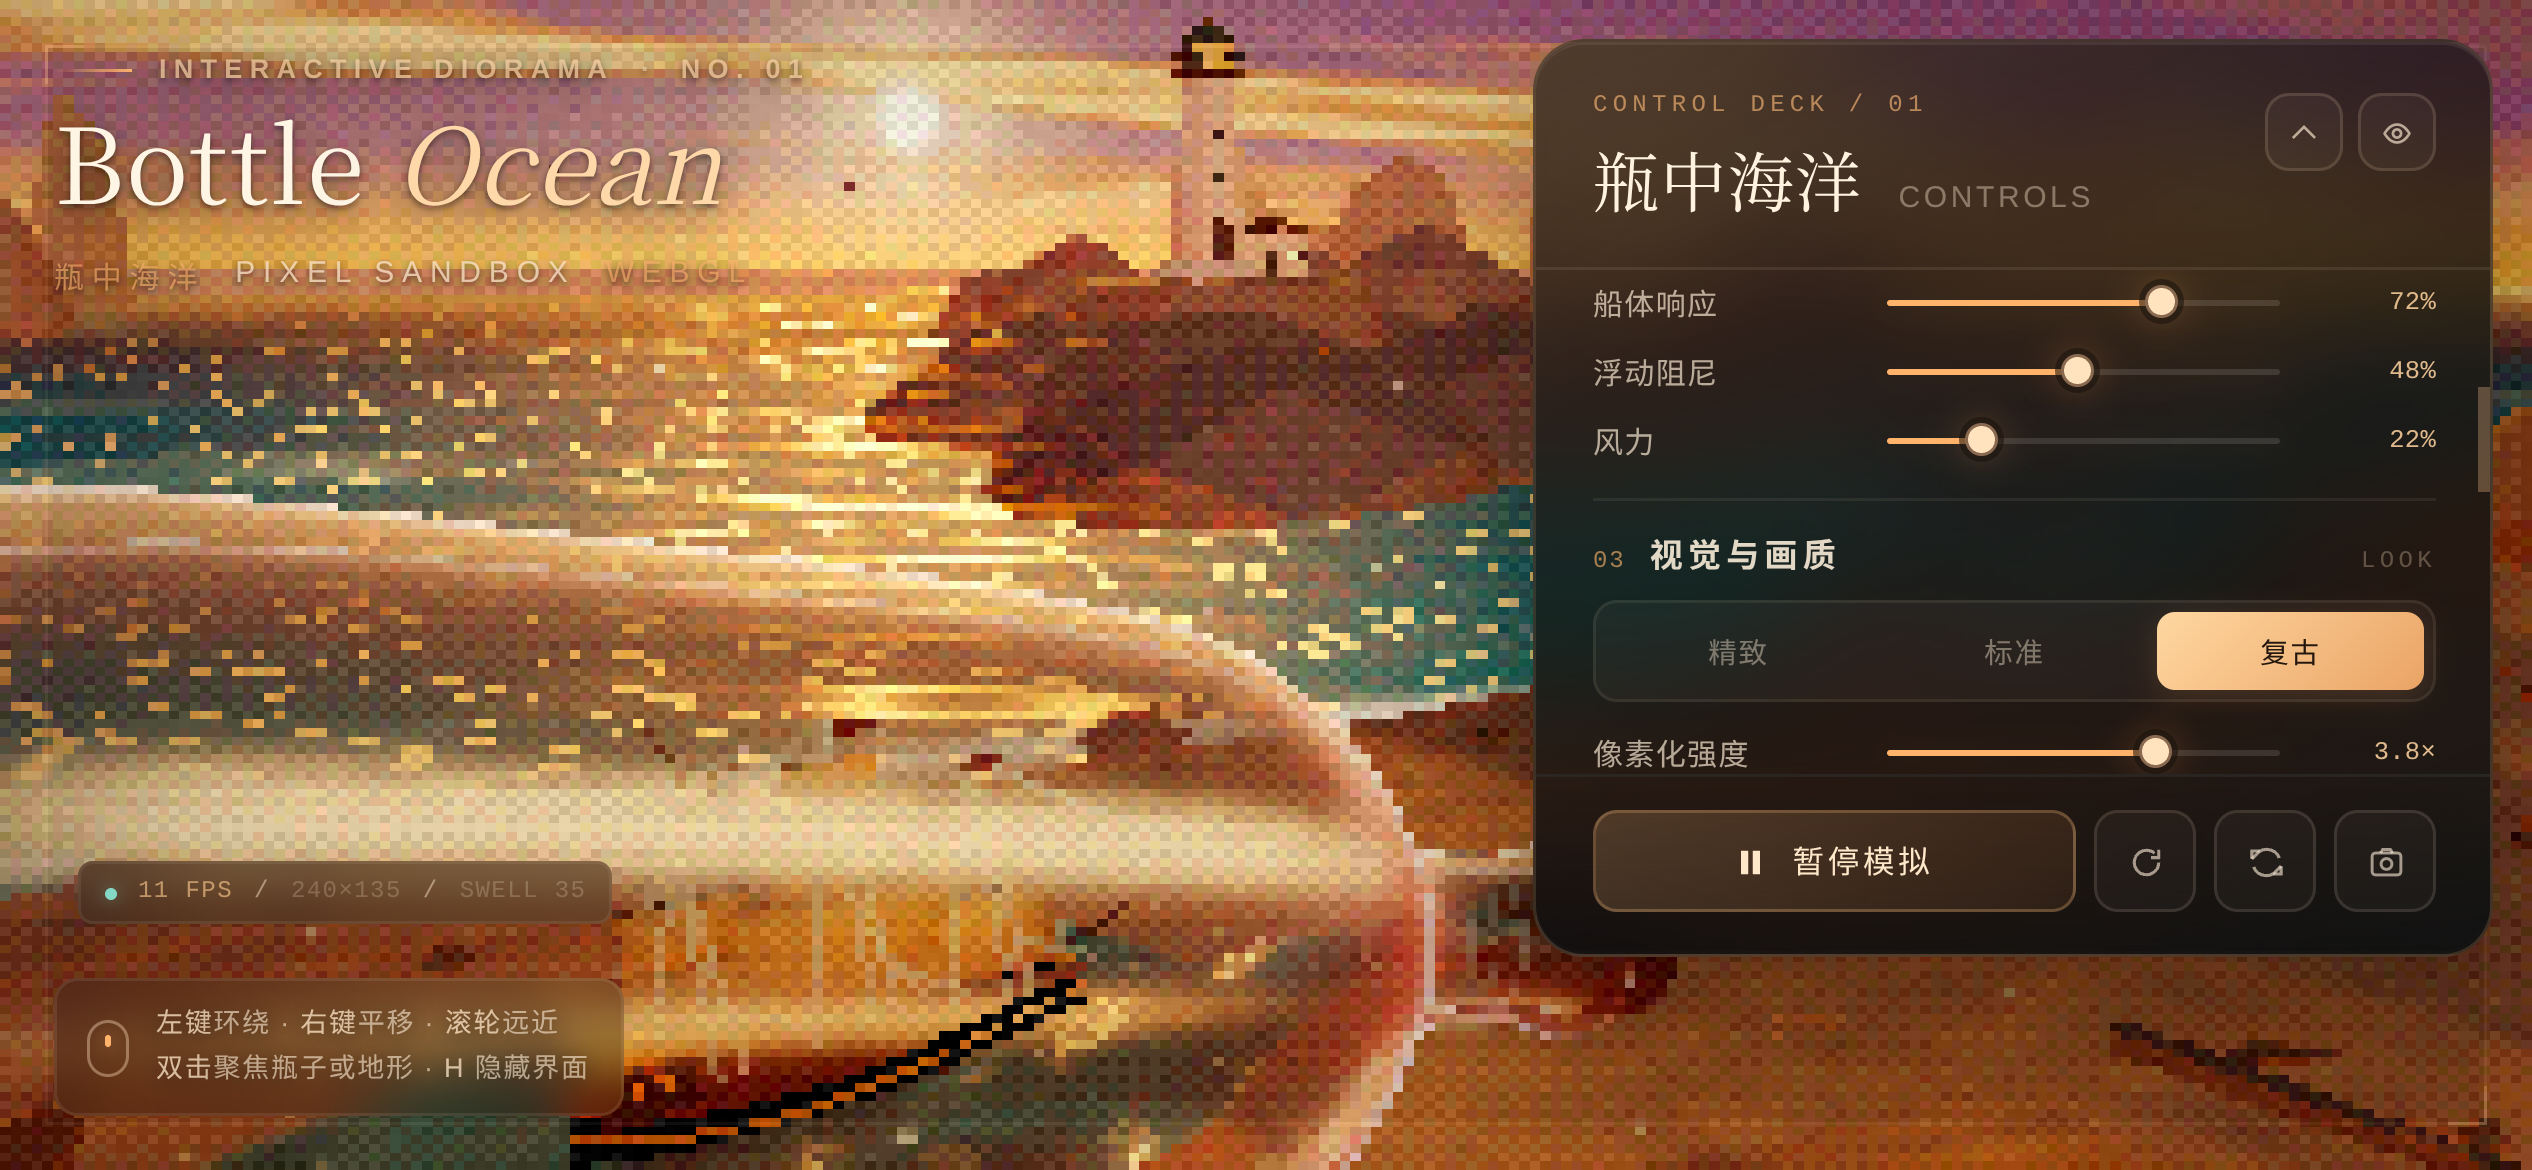 INTERACTIVE DIORAMA · NO. 01
Bottle Ocean
瓶中海洋 PIXEL SANDBOX WEBGL
11 FPS / 240×135 / SWELL 35
左键环绕 · 右键平移 · 滚轮远近
双击聚焦瓶子或地形 · H 隐藏界面
CONTROL DECK / 01
瓶中海洋 CONTROLS
船体响应 72%
浮动阻尼 48%
风力 22%
03 视觉与画质 LOOK
精致 标准 复古
像素化强度 3.8×
暂停模拟